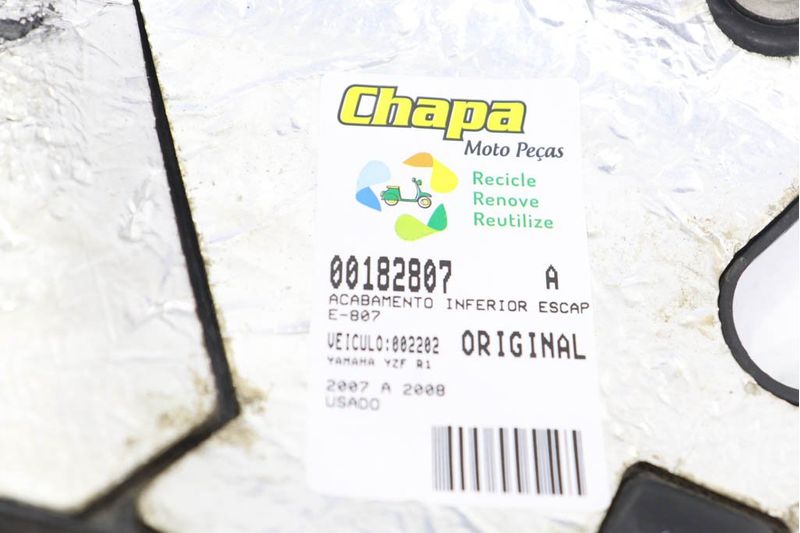 Chapa
Moto Peças
Recicle
Renove
Reutilize
00182807 A
ACABAMENTO INFERIOR ESCAP
E-807
VEICULO:002202 ORIGINAL
YAMAHA YZF R1
2007 A 2008
USADO